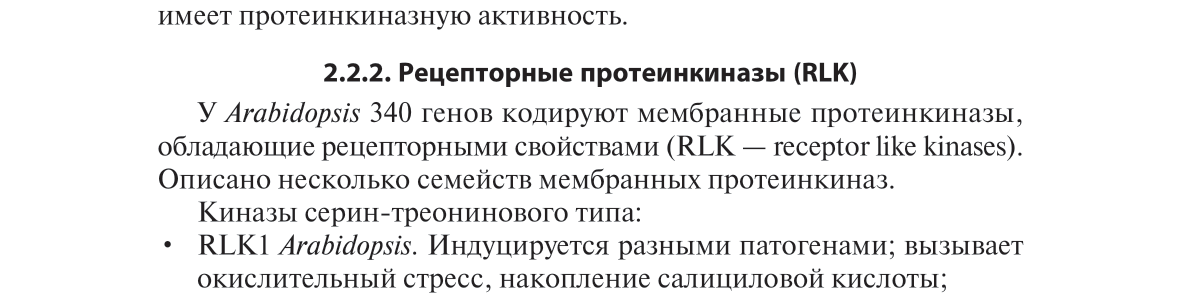 имеет протеинкиназную активность.
2.2.2. Рецепторные протеинкиназы (RLK)
У Arabidopsis 340 генов кодируют мембранные протеинкиназы,
обладающие рецепторными свойствами (RLK — receptor like kinases).
Описано несколько семейств мембранных протеинкиназ.
Киназы серин-треонинового типа:
• RLK1 Arabidopsis. Индуцируется разными патогенами; вызывает
окислительный стресс, накопление салициловой кислоты;